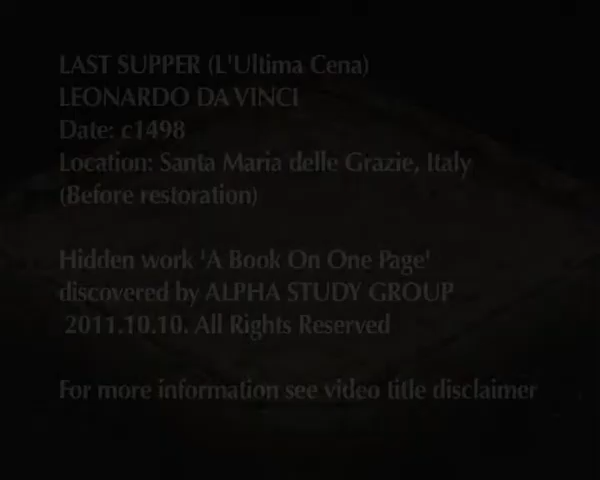 LAST SUPPER (L'Ultima Cena)
LEONARDO DA VINCI
Date: c1498
Location: Santa Maria delle Grazie, Italy
(Before restoration)
Hidden work 'A Book On One Page'
discovered by ALPHA STUDY GROUP
2011.10.10. All Rights Reserved
For more information see video title disclaimer